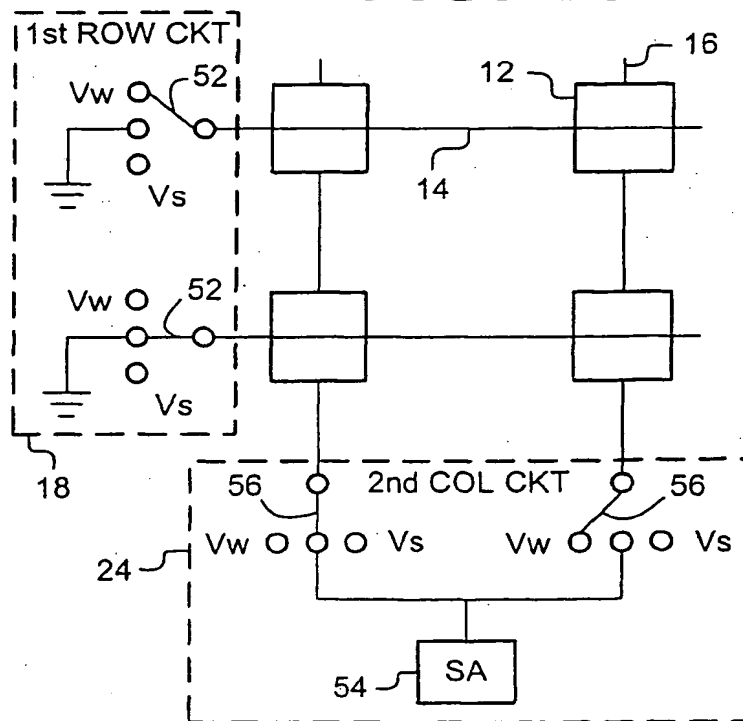 1st ROW CKT
52
Vw
Vs
12
16
14
Vw
52
Vs
18
56
2nd COL CKT
56
Vw
Vs
Vw
Vs
24
54
SA